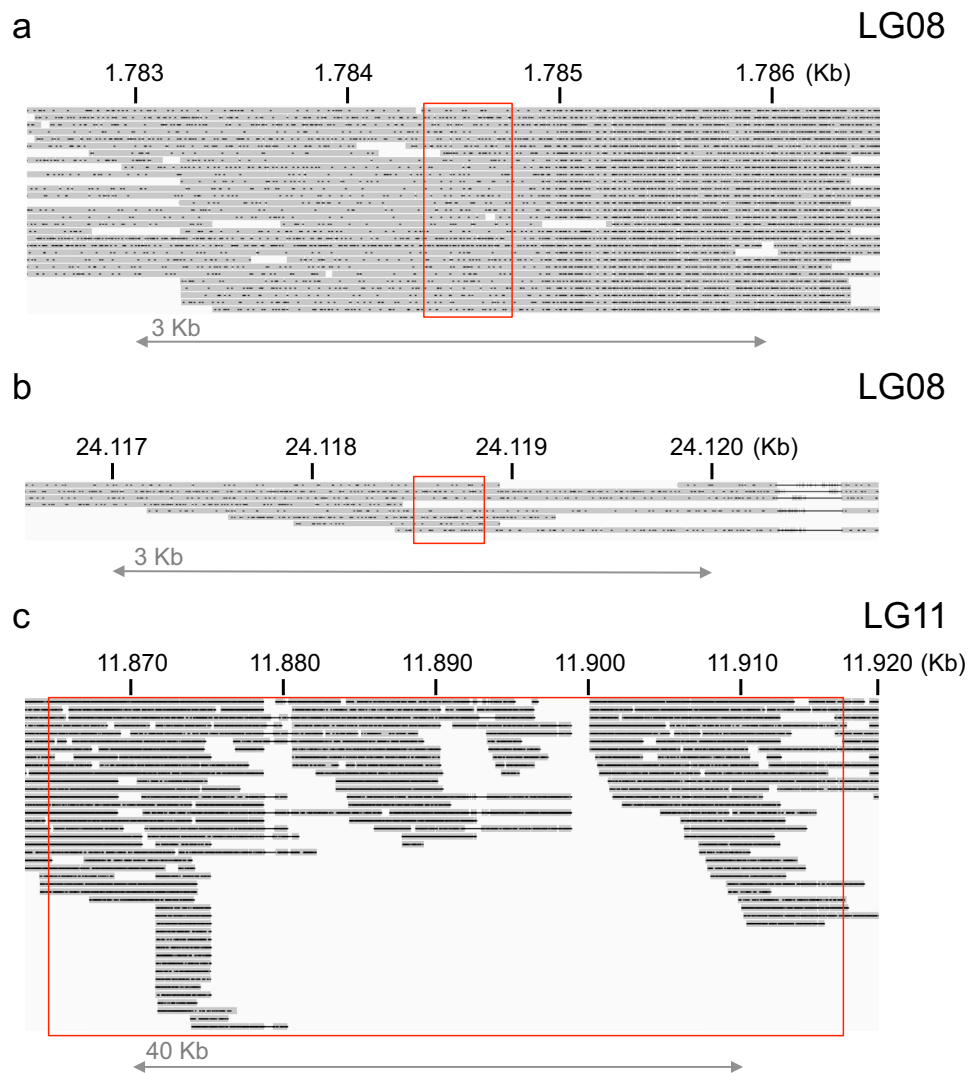 a LG08
1.783 1.784 1.785 1.786 (Kb)
3 Kb
b LG08
24.117 24.118 24.119 24.120 (Kb)
3 Kb
c LG11
11.870 11.880 11.890 11.900 11.910 11.920 (Kb)
40 Kb